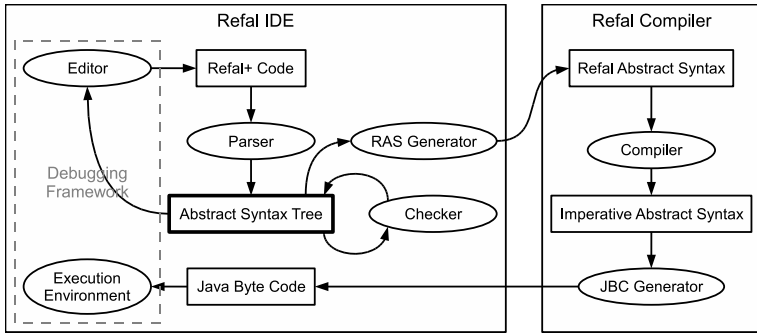 Refal IDE
Refal Compiler
Editor
Refal+ Code
Refal Abstract Syntax
Parser
RAS Generator
Compiler
Debugging
Framework
Abstract Syntax Tree
Checker
Imperative Abstract Syntax
Execution
Environment
Java Byte Code
JBC Generator